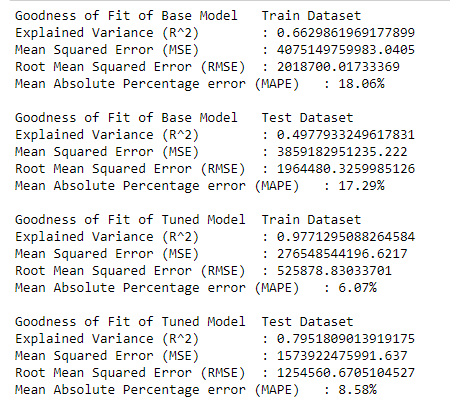 Goodness of Fit of Base Model   Train Dataset
Explained Variance (R^2)        : 0.6629861969177899
Mean Squared Error (MSE)        : 4075149759983.0405
Root Mean Squared Error (RMSE)  : 2018700.01733369
Mean Absolute Percentage error (MAPE)   : 18.06%
Goodness of Fit of Base Model   Test Dataset
Explained Variance (R^2)        : 0.4977933249617831
Mean Squared Error (MSE)        : 3859182951235.222
Root Mean Squared Error (RMSE)  : 1964480.3259985126
Mean Absolute Percentage error (MAPE)   : 17.29%
Goodness of Fit of Tuned Model  Train Dataset
Explained Variance (R^2)        : 0.9771295088264584
Mean Squared Error (MSE)        : 276548544196.6217
Root Mean Squared Error (RMSE)  : 525878.83033701
Mean Absolute Percentage error (MAPE)   : 6.07%
Goodness of Fit of Tuned Model  Test Dataset
Explained Variance (R^2)        : 0.7951809013919175
Mean Squared Error (MSE)        : 1573922475991.637
Root Mean Squared Error (RMSE)  : 1254560.6705104527
Mean Absolute Percentage error (MAPE)   : 8.58%